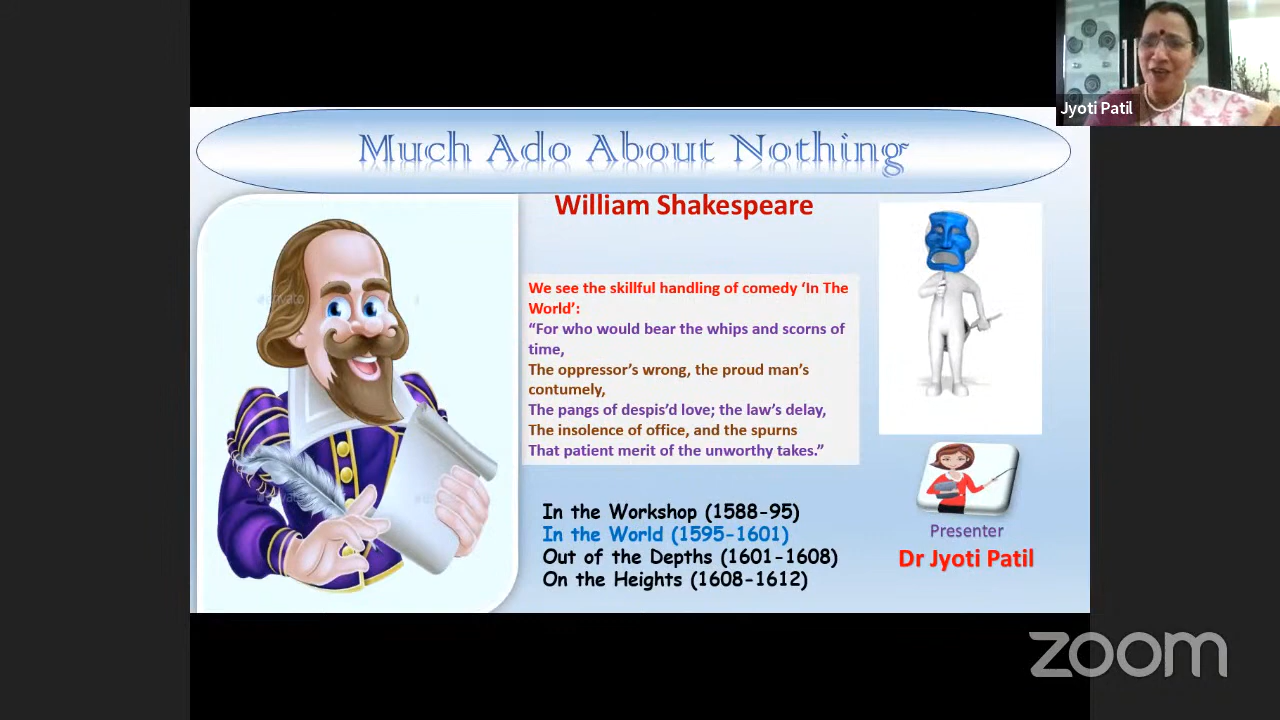 Jyoti Patil
Much Ado About Nothing
William Shakespeare
We see the skillful handling of comedy ‘In The
World’:
“For who would bear the whips and scorns of
time,
The oppressor’s wrong, the proud man’s
contumely,
The pangs of despis’d love; the law’s delay,
The insolence of office, and the spurns
That patient merit of the unworthy takes.”
In the Workshop (1588-95)
In the World (1595-1601)
Out of the Depths (1601-1608)
On the Heights (1608-1612)
Presenter
Dr Jyoti Patil
envato
envato
zoom